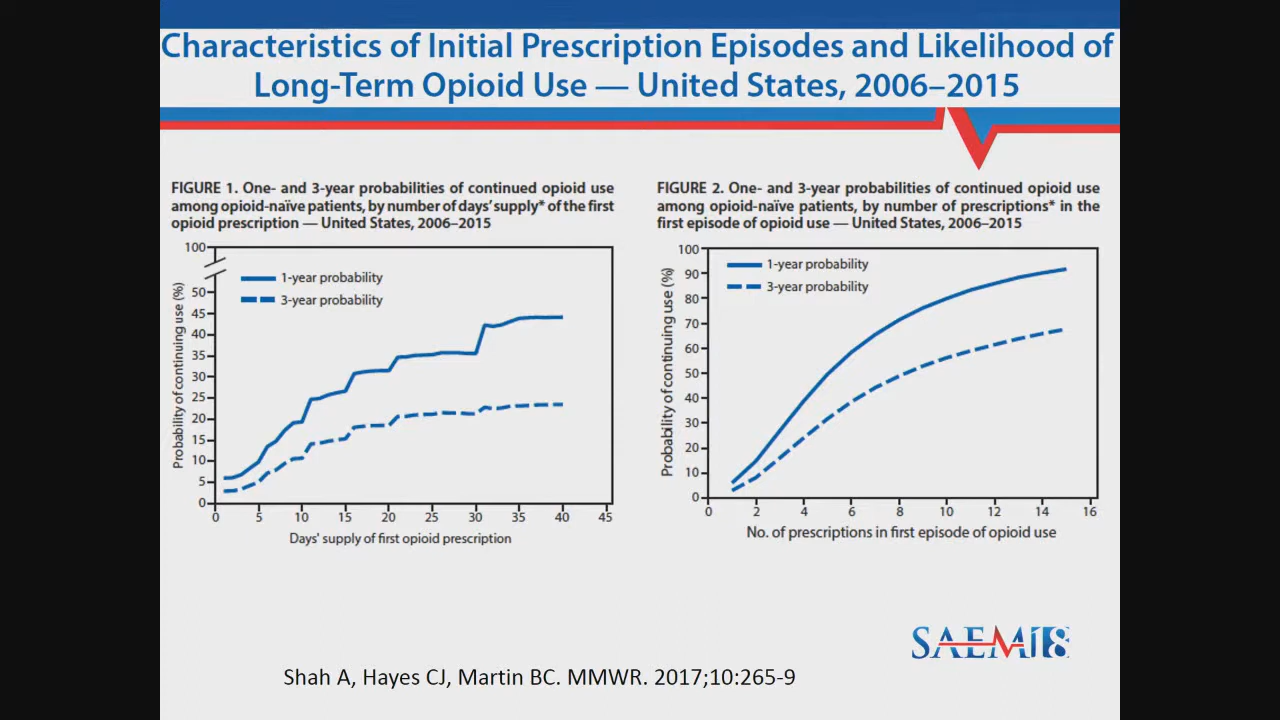 Characteristics of Initial Prescription Episodes and Likelihood of
Long-Term Opioid Use — United States, 2006–2015
FIGURE 1. One- and 3-year probabilities of continued opioid use
among opioid-naïve patients, by number of days' supply* of the first
opioid prescription — United States, 2006–2015
100
50
45
40
35
30
25
20
15
10
5
0
Probability of continuing use (%)
1-year probability
3-year probability
0 5 10 15 20 25 30 35 40 45
Days' supply of first opioid prescription
FIGURE 2. One- and 3-year probabilities of continued opioid use
among opioid-naïve patients, by number of prescriptions* in the
first episode of opioid use — United States, 2006–2015
100
90
80
70
60
50
40
30
20
10
0
Probability of continuing use (%)
1-year probability
3-year probability
0 2 4 6 8 10 12 14 16
No. of prescriptions in first episode of opioid use
SAEM18
Shah A, Hayes CJ, Martin BC. MMWR. 2017;10:265-9